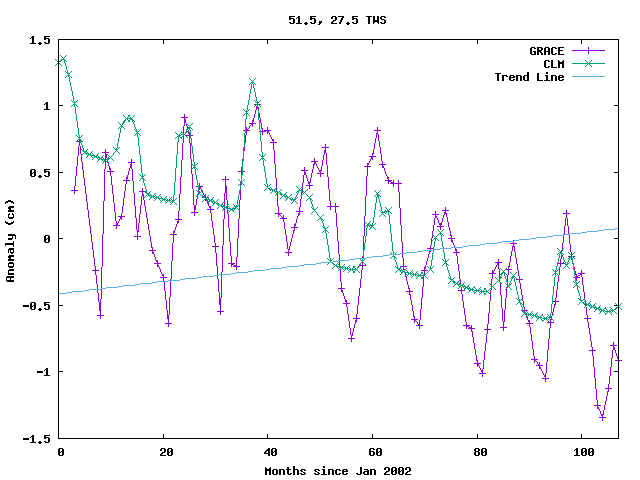 51.5, 27.5 TWS
GRACE
CLM
Trend Line
1.5
1
0.5
0
-0.5
-1
-1.5
Anomaly (cm)
0 20 40 60 80 100
Months since Jan 2002